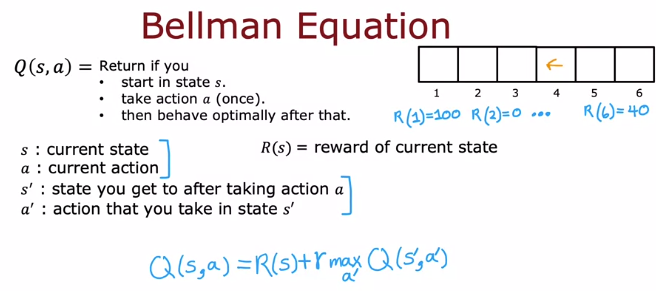 Bellman Equation
Q(s, a) = Return if you
• start in state s.
• take action a (once).
• then behave optimally after that.
←
1 2 3 4 5 6
R(1)=100 R(2)=0 ... R(6)=40
s : current state
a : current action
R(s) = reward of current state
s′ : state you get to after taking action a
a′ : action that you take in state s′
Q(s,a) = R(s)+γ max Q(s′,a′)
a′